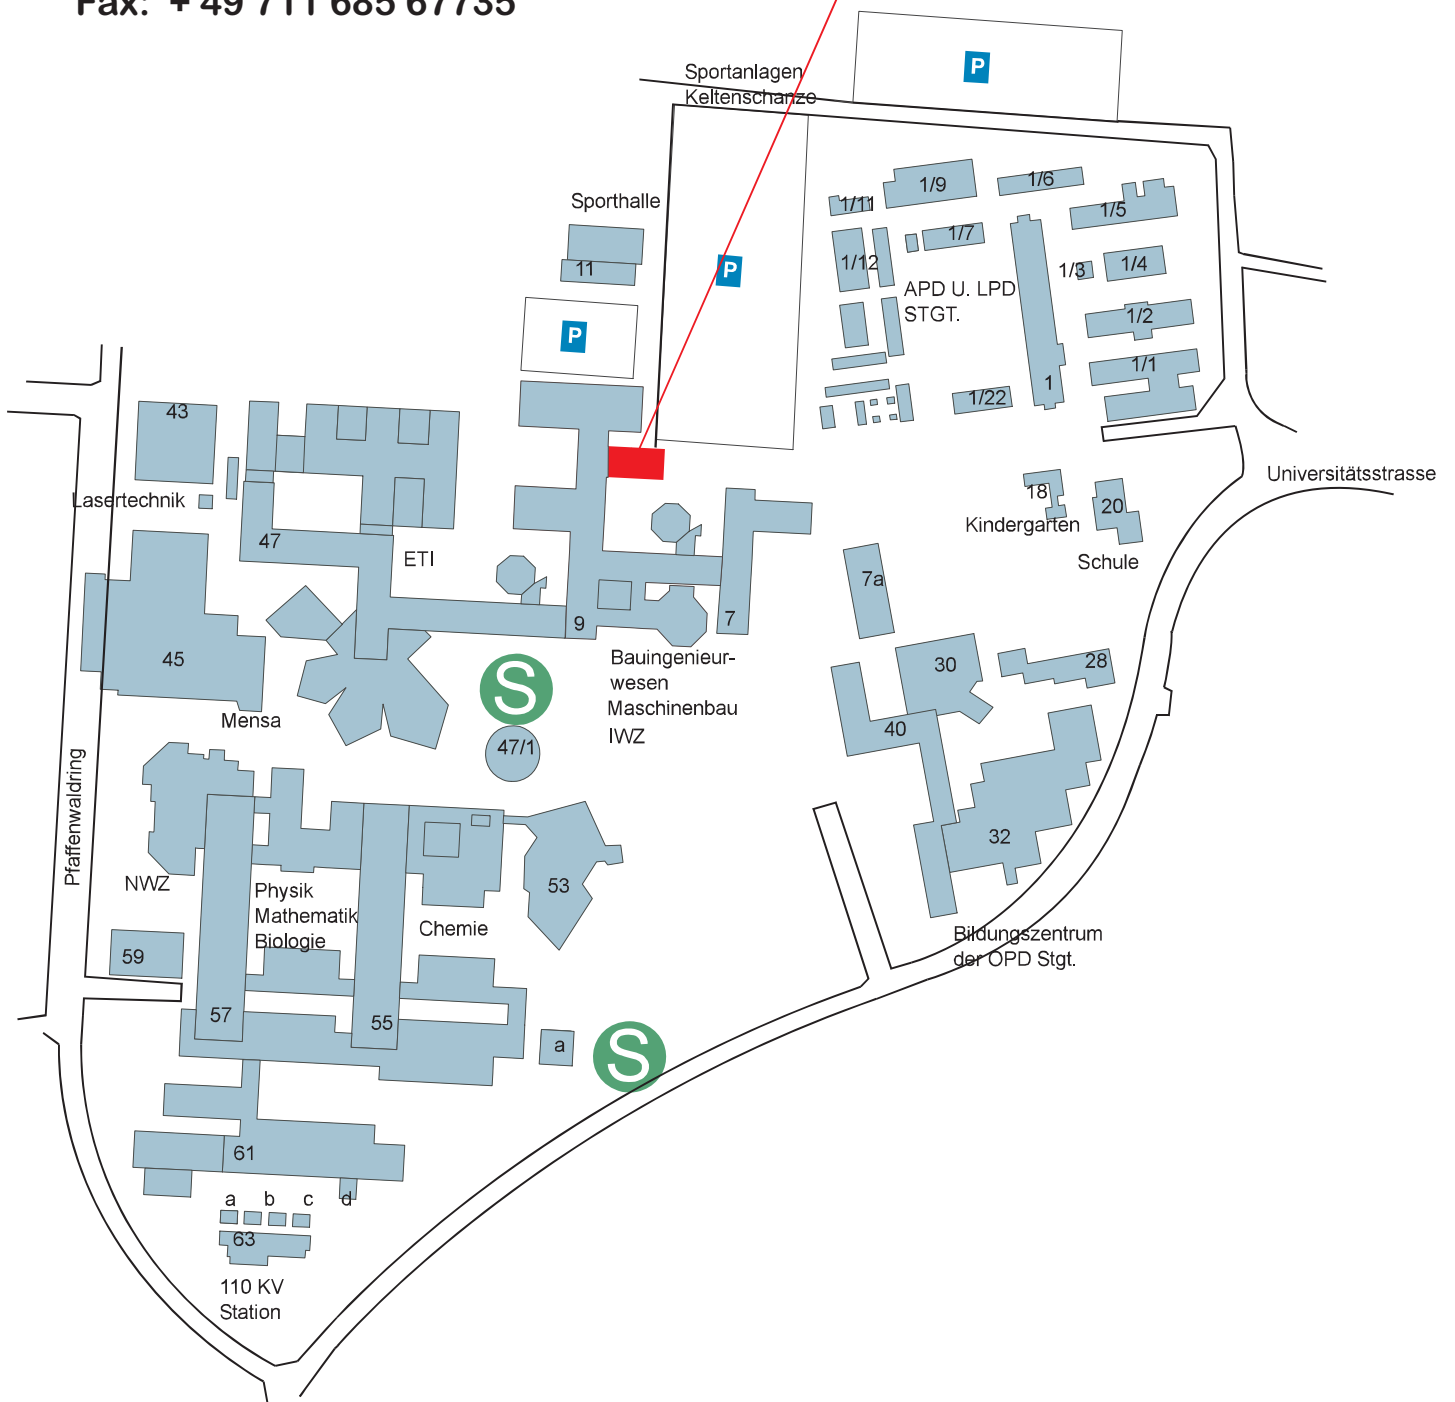 Fax: + 49 711 685 67735
P
Sportanlagen
Keltenschanze
1/9
1/6
1/11
1/5
Sporthalle
1/7
1/12
11
P
1/3
1/4
APD U. LPD
STGT.
1/2
P
1/1
1
1/22
43
Universitätsstrasse
18
20
Lasertechnik
Kindergarten
47
ETI
Schule
7a
9
7
45
Bauingenieur-
wesen
Maschinenbau
IWZ
30
28
S
Mensa
40
47/1
Pfaffenwaldring
32
NWZ
Physik
Mathematik
Biologie
53
Chemie
Bildungszentrum
der OPD Stgt.
59
57
55
a
S
61
a b c d
63
110 KV
Station